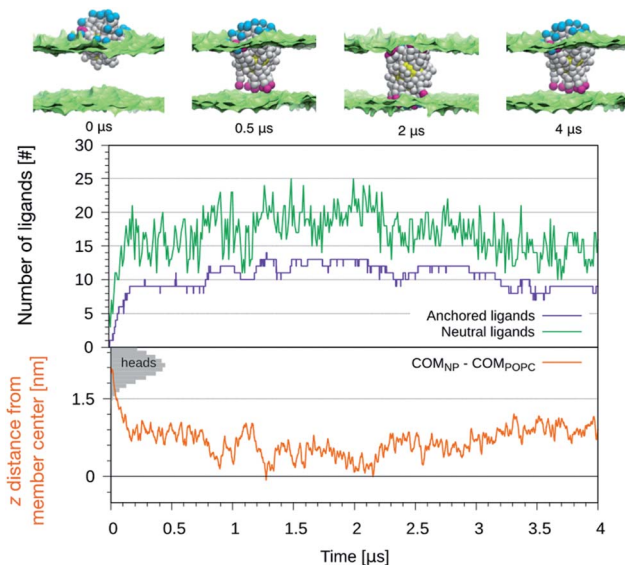 0 µs
0.5 µs
2 µs
4 µs
Number of ligands [#]
30
25
20
15
10
5
0
Anchored ligands
Neutral ligands
z distance from
member center [nm]
heads
COM_NP - COM_POPC
1.5
0
0 0.5 1 1.5 2 2.5 3 3.5 4
Time [µs]